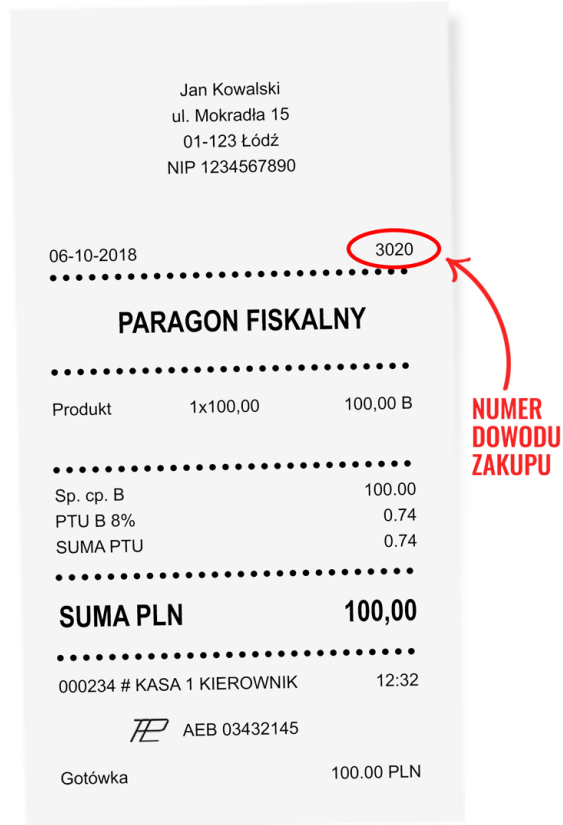 Jan Kowalski
ul. Mokradła 15
01-123 Łódź
NIP 1234567890
06-10-2018 3020
PARAGON FISKALNY
Produkt 1x100,00 100,00 B
Sp. cp. B 100.00
PTU B 8% 0.74
SUMA PTU 0.74
SUMA PLN 100,00
000234 # KASA 1 KIEROWNIK 12:32
AEB 03432145
Gotówka 100.00 PLN
NUMER
DOWODU
ZAKUPU